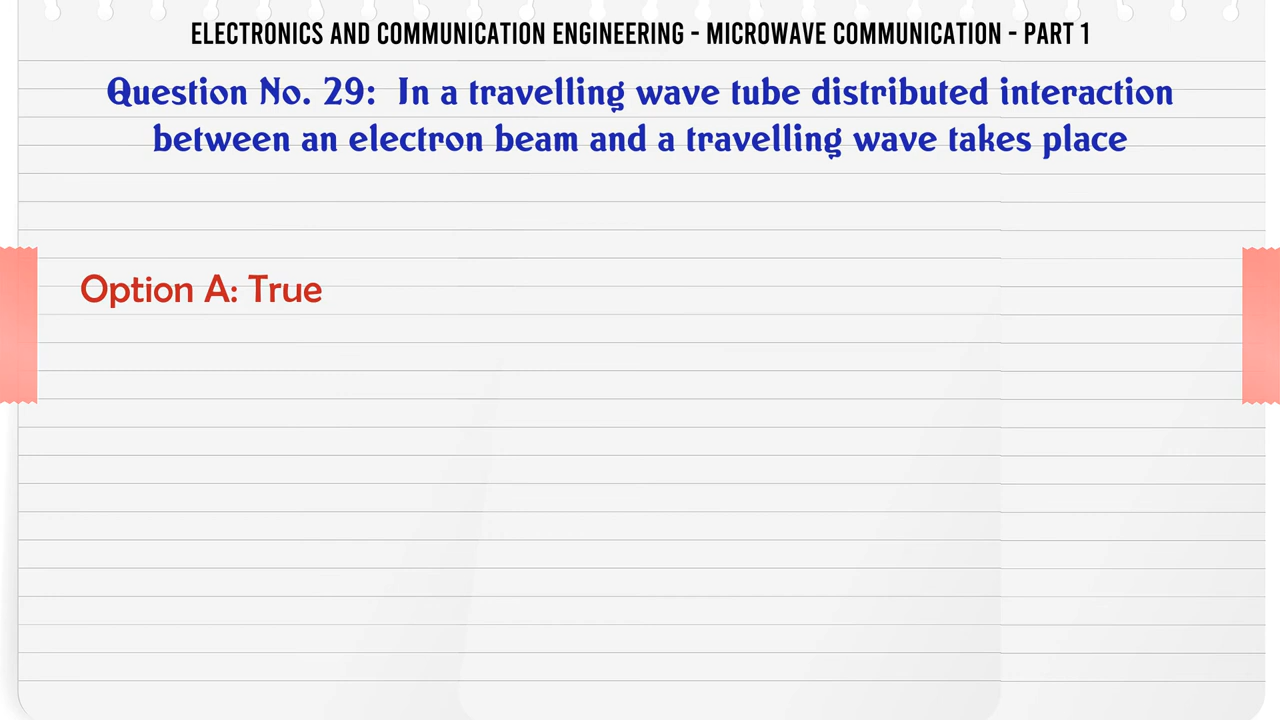 ELECTRONICS AND COMMUNICATION ENGINEERING - MICROWAVE COMMUNICATION - PART 1
Question No. 29: In a travelling wave tube distributed interaction
between an electron beam and a travelling wave takes place
Option A: True